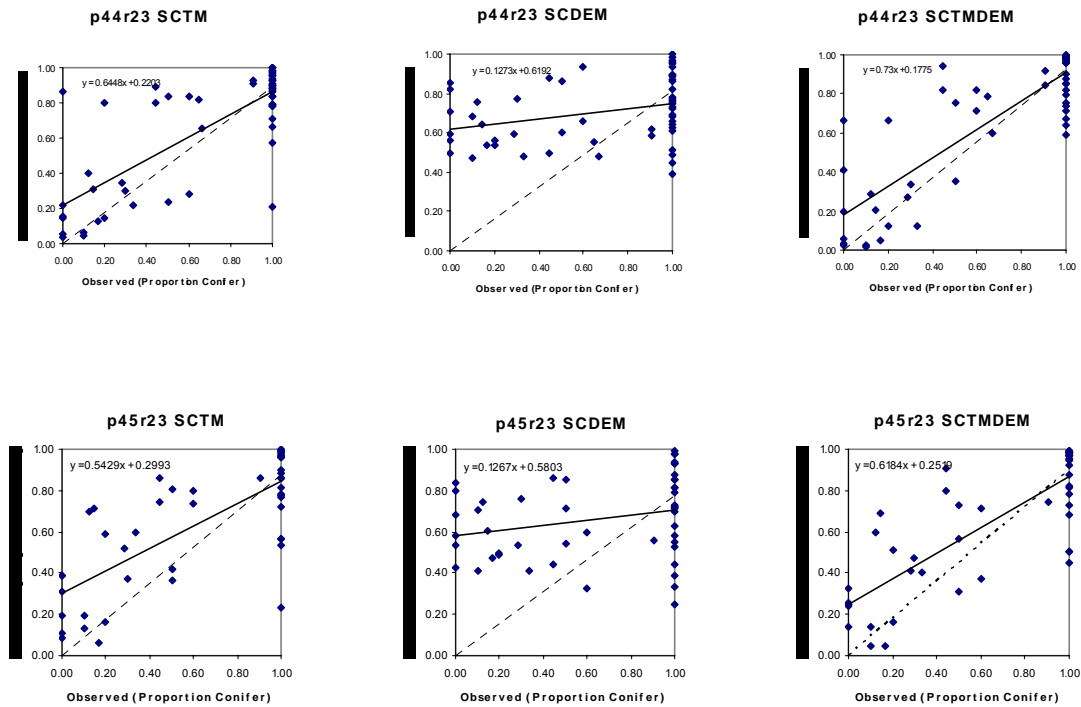 p44r23 SCTM
p44r23 SCDEM
p44r23 SCTMDEM
1.00
0.80
0.60
0.40
0.20
0.00
y = 0.6448x + 0.2203
0.00 0.20 0.40 0.60 0.80 1.00
Observed (Proportion Conifer)
1.00
0.80
0.60
0.40
0.20
0.00
y = 0.1273x + 0.6192
0.00 0.20 0.40 0.60 0.80 1.00
Observed (Proportion Conifer)
1.00
0.80
0.60
0.40
0.20
0.00
y = 0.73x + 0.1775
0.00 0.20 0.40 0.60 0.80 1.00
Observed (Proportion Conifer)
p45r23 SCTM
p45r23 SCDEM
p45r23 SCTMDEM
1.00
0.80
0.60
0.40
0.20
0.00
y = 0.5429x + 0.2993
0.00 0.20 0.40 0.60 0.80 1.00
Observed (Proportion Conifer)
1.00
0.80
0.60
0.40
0.20
0.00
y = 0.1267x + 0.5803
0.00 0.20 0.40 0.60 0.80 1.00
Observed (Proportion Conifer)
1.00
0.80
0.60
0.40
0.20
0.00
y = 0.6184x + 0.2519
0.00 0.20 0.40 0.60 0.80 1.00
Observed (Proportion Conifer)